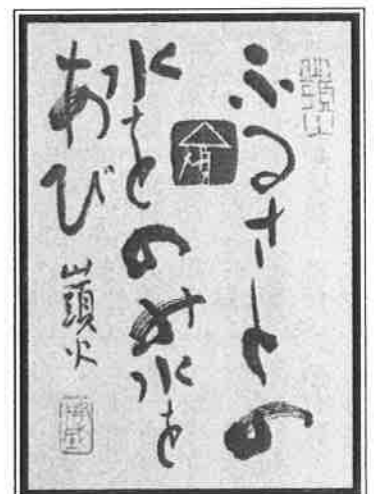 ふるさとの
水をのみ水を
あび
山頭火